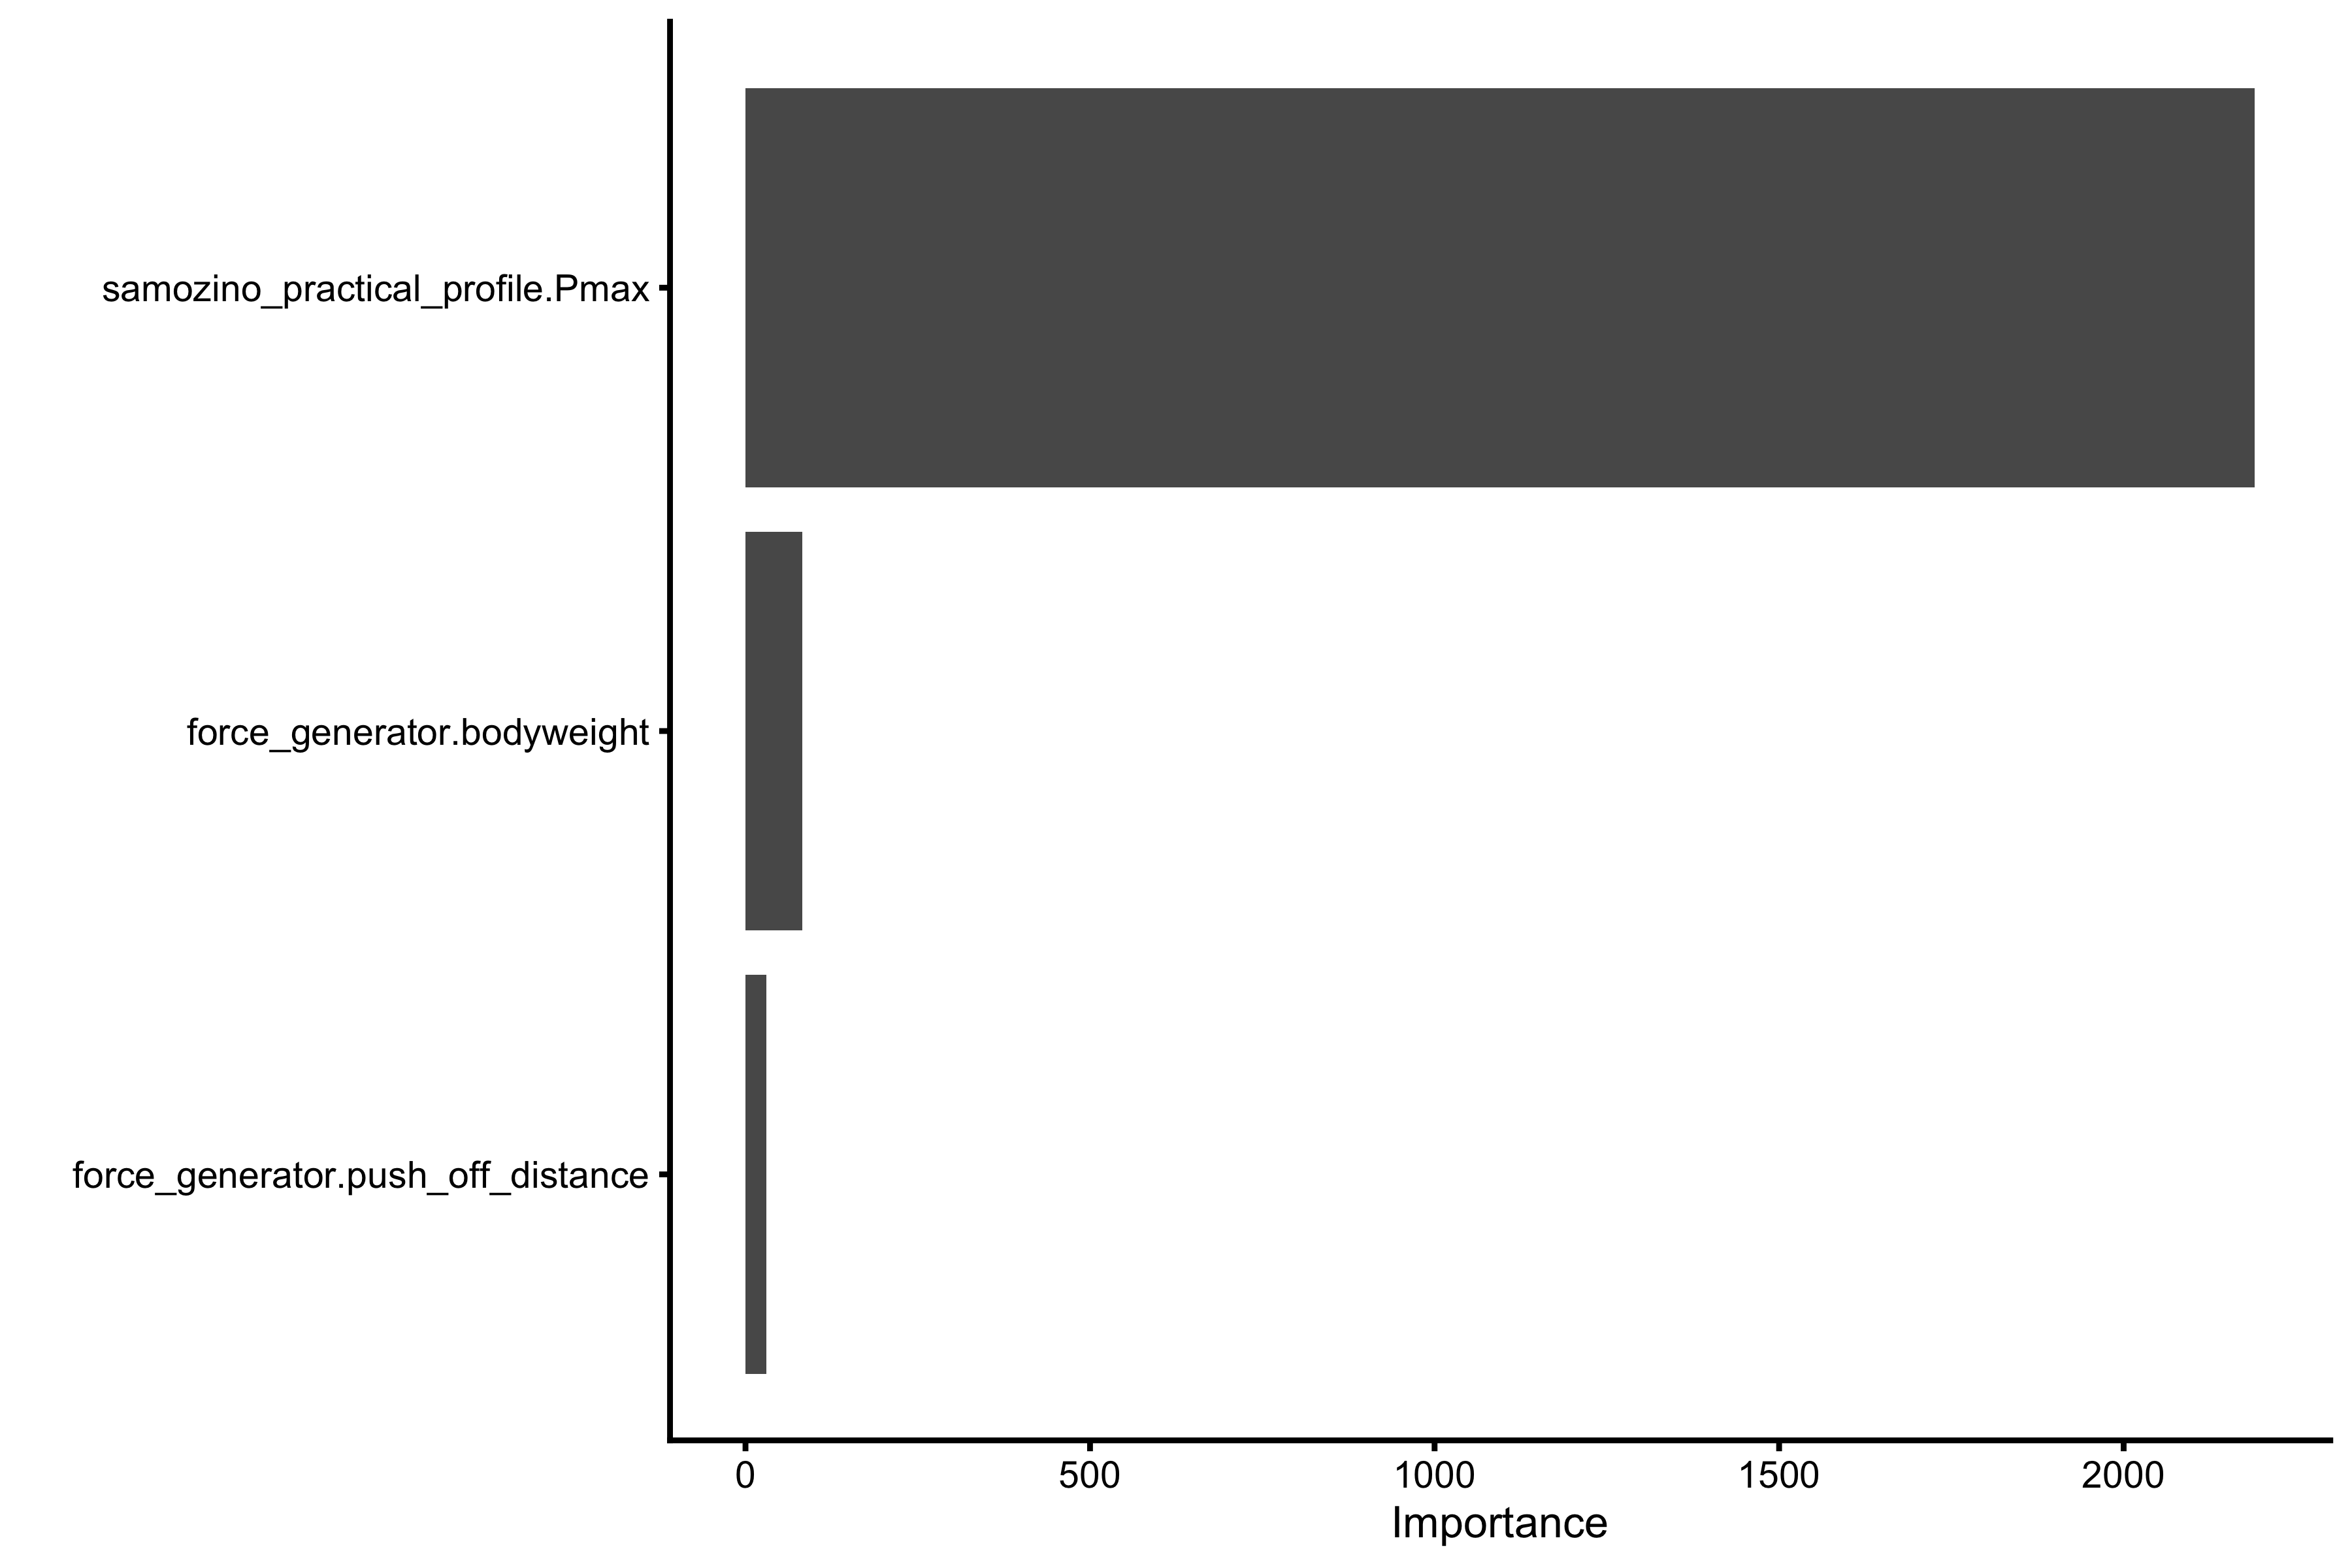 samozino_practical_profile.Pmax
force_generator.bodyweight
force_generator.push_off_distance
0 500 1000 1500 2000
Importance